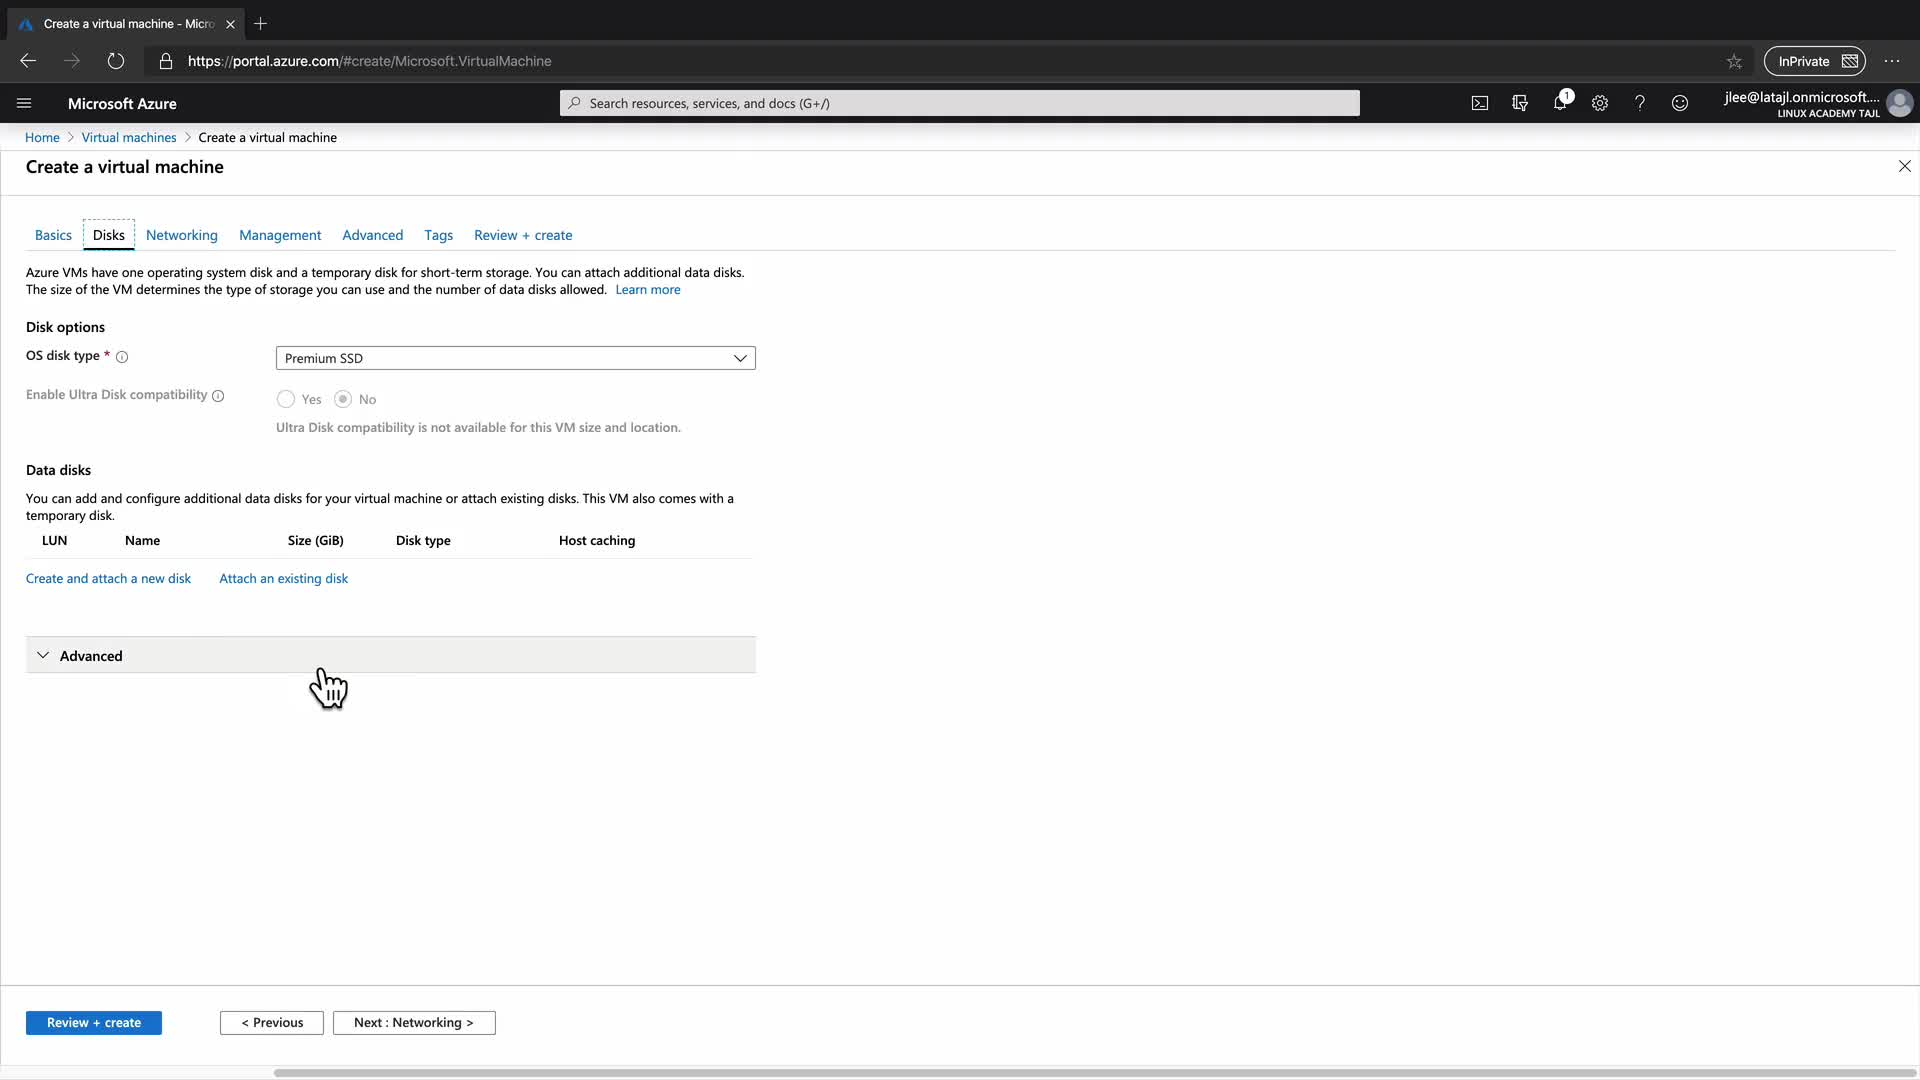 Create a virtual machine - Micro
https://portal.azure.com/#create/Microsoft.VirtualMachine
InPrivate
Microsoft Azure
Search resources, services, and docs (G+/)
1
jlee@latajl.onmicrosoft....
LINUX ACADEMY TAJL
Home > Virtual machines > Create a virtual machine
Create a virtual machine
Basics Disks Networking Management Advanced Tags Review + create
Azure VMs have one operating system disk and a temporary disk for short-term storage. You can attach additional data disks.
The size of the VM determines the type of storage you can use and the number of data disks allowed. Learn more
Disk options
OS disk type *
Premium SSD
Enable Ultra Disk compatibility
Yes No
Ultra Disk compatibility is not available for this VM size and location.
Data disks
You can add and configure additional data disks for your virtual machine or attach existing disks. This VM also comes with a
temporary disk.
LUN Name Size (GiB) Disk type Host caching
Create and attach a new disk Attach an existing disk
Advanced
Review + create < Previous Next : Networking >